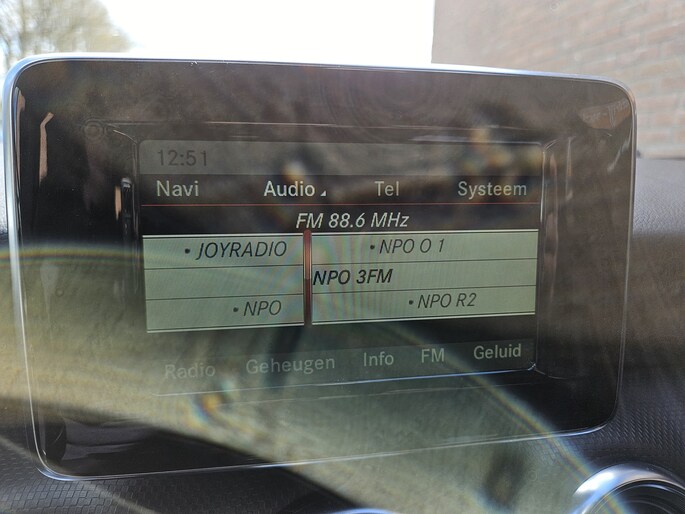 12:51
Navi Audio Tel Systeem
FM 88.6 MHz
• JOYRADIO • NPO O 1
NPO 3FM
• NPO • NPO R2
Radio Geheugen Info FM Geluid